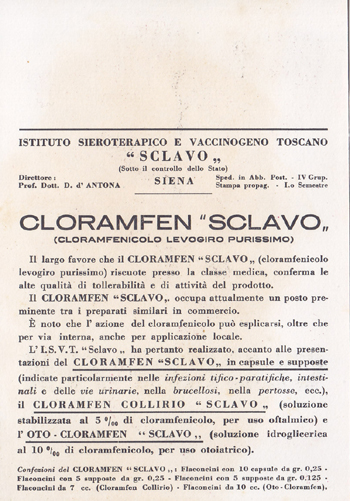 ISTITUTO SIEROTERAPICO E VACCINOGENO TOSCANO
“ SCLAVO „
(Sotto il controllo dello Stato)
Direttore :
Prof. Dott. D. d' ANTONA
SIENA
Sped. in Abb. Post. - IV Grup.
Stampa propag. - I.o Semestre
CLORAMFEN “SCLAVO„
(CLORAMFENICOLO LEVOGIRO PURISSIMO)
Il largo favore che il CLORAMFEN “SCLAVO„ (cloramfenicolo
levogiro purissimo) riscuote presso la classe medica, conferma le
alte qualità di tollerabilità e di attività del prodotto.
Il CLORAMFEN “SCLAVO„ occupa attualmente un posto pre-
minente tra i preparati similari in commercio.
È noto che l' azione del cloramfenicolo può esplicarsi, oltre che
per via interna, anche per applicazione locale.
L' I.S.V.T. “Sclavo„ ha pertanto realizzato, accanto alle presen-
tazioni del CLORAMFEN “SCLAVO„ in capsule e supposte
(indicate particolarmente nelle infezioni tifico-paratifiche, intesti-
nali e delle vie urinarie, nella brucellosi, nella pertosse, ecc.),
il CLORAMFEN COLLIRIO “ SCLAVO „ (soluzione
stabilizzata al 5 ‰ di cloramfenicolo, per uso oftalmico) e
l' OTO - CLORAMFEN “SCLAVO„ (soluzione idroglicerica
al 10 ‰ di cloramfenicolo, per uso otoiatrico).
Confezioni del CLORAMFEN “SCLAVO„ : Flaconcini con 10 capsule da gr. 0,25 -
Flaconcini con 5 supposte da gr. 0,25 - Flaconcini con 5 supposte da gr. 0,125 -
Flaconcini da 7 cc. (Cloramfen Collirio) - Flaconcini da 10 cc. (Oto-Cloramfen).